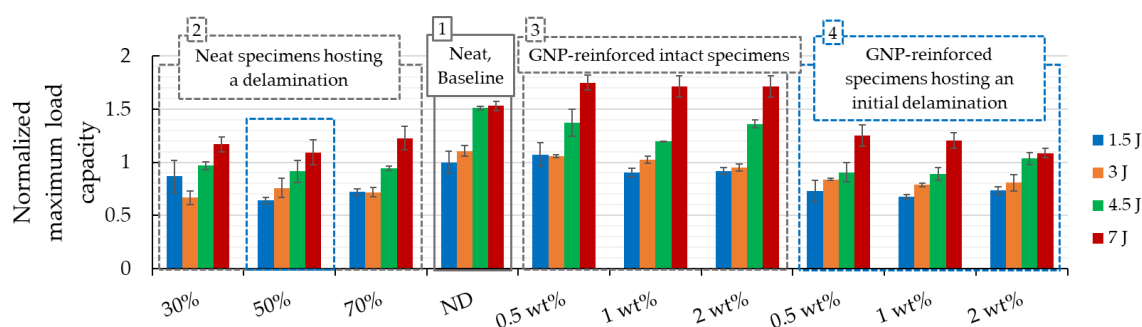 2
1
3
4
Neat specimens hosting
a delamination
Neat,
Baseline
GNP-reinforced intact specimens
GNP-reinforced
specimens hosting an
initial delamination
Normalized
maximum load
capacity
2
1.5
1
0.5
0
30%
50%
70%
ND
0.5 wt%
1 wt%
2 wt%
0.5 wt%
1 wt%
2 wt%
1.5 J
3 J
4.5 J
7 J